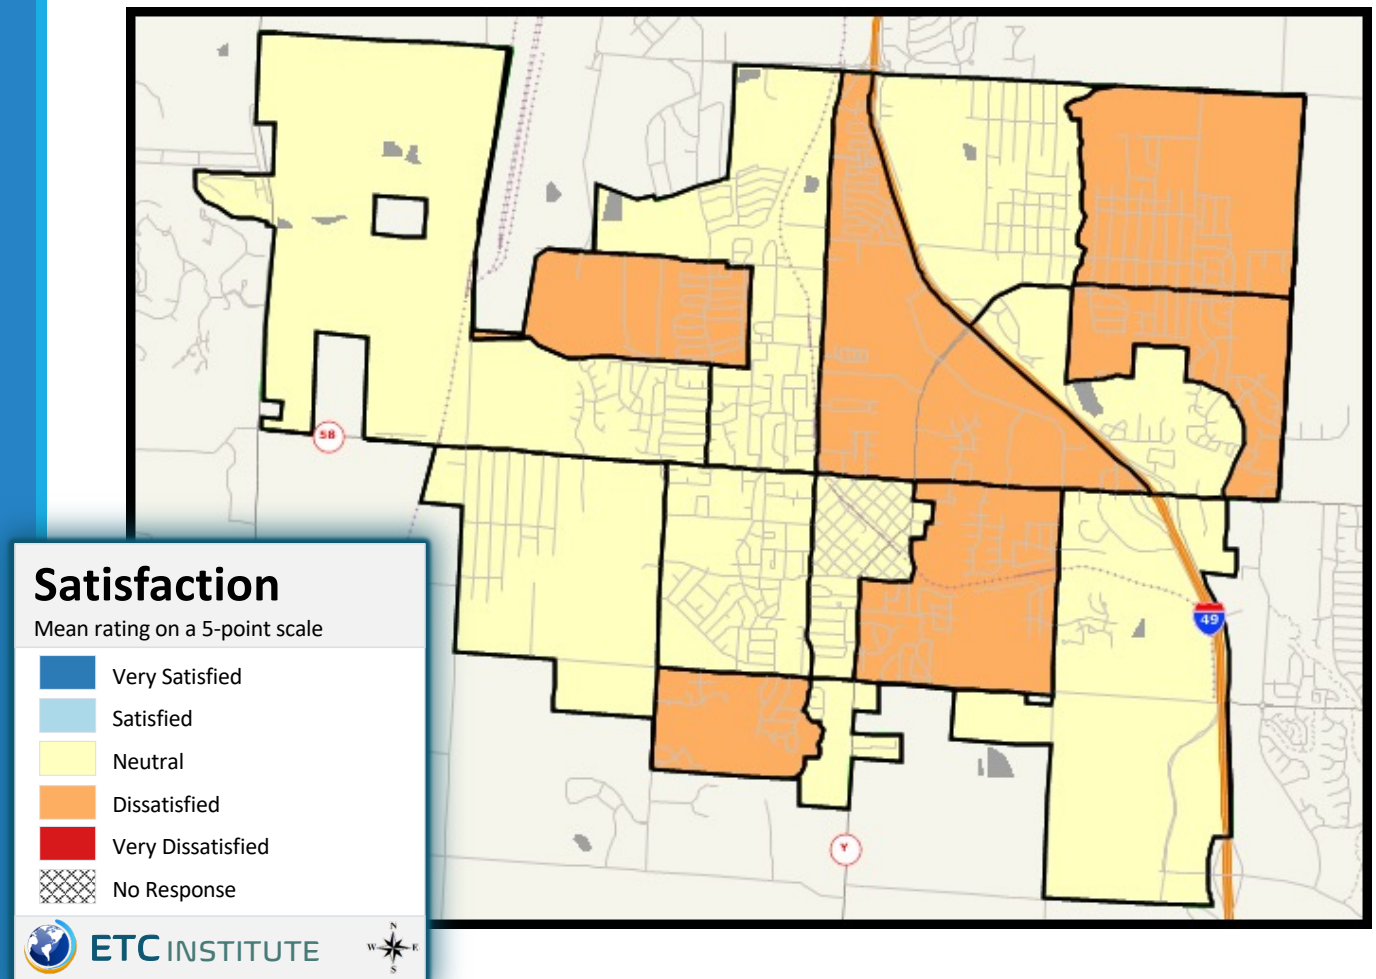 58
49
Y
Satisfaction
Mean rating on a 5-point scale
Very Satisfied
Satisfied
Neutral
Dissatisfied
Very Dissatisfied
No Response
ETC INSTITUTE
N
W E
S